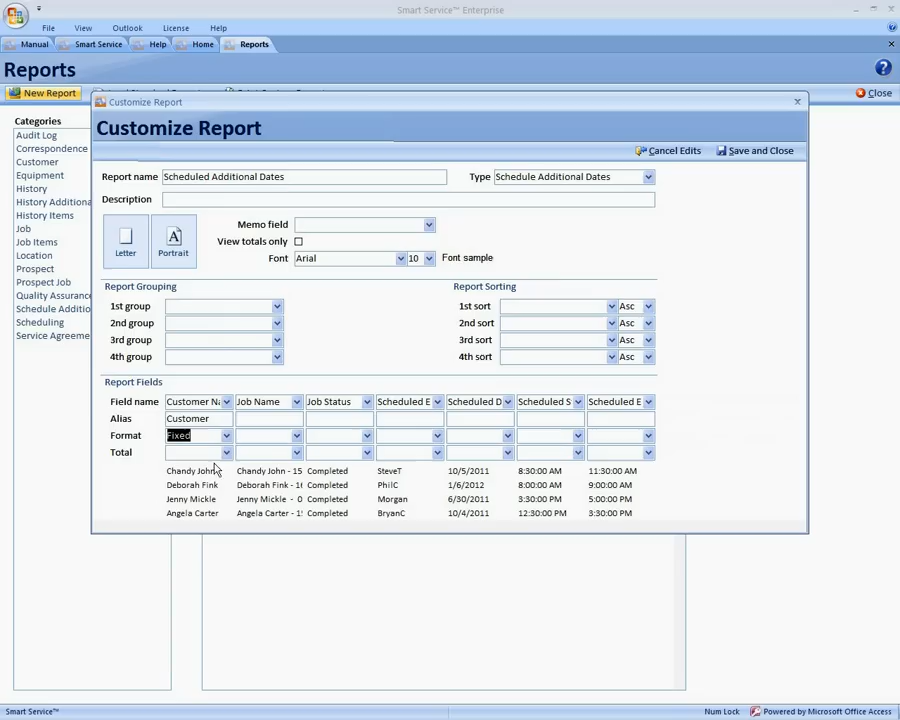 Smart Service™ Enterprise
File View Outlook License Help
Manual Smart Service Help Home Reports
Reports
New Report Close
Categories
Audit Log
Correspondence
Customer
Equipment
History
History Additiona
History Items
Job
Job Items
Location
Prospect
Prospect Job
Quality Assuranc
Schedule Additio
Scheduling
Service Agreeme
Customize Report
Customize Report
Cancel Edits Save and Close
Report name Scheduled Additional Dates Type Schedule Additional Dates
Description
Letter Portrait
Memo field
View totals only
Font Arial 10 Font sample
Report Grouping Report Sorting
1st group 1st sort Asc
2nd group 2nd sort Asc
3rd group 3rd sort Asc
4th group 4th sort Asc
Report Fields
Field name Customer Na Job Name Job Status Scheduled E Scheduled D Scheduled S Scheduled E
Alias Customer
Format Fixed
Total
Chandy John Chandy John - 15 Completed SteveT 10/5/2011 8:30:00 AM 11:30:00 AM
Deborah Fink Deborah Fink - 16 Completed PhilC 1/6/2012 8:00:00 AM 9:00:00 AM
Jenny Mickle Jenny Mickle - 0 Completed Morgan 6/30/2011 3:30:00 PM 5:00:00 PM
Angela Carter Angela Carter - 1 Completed BryanC 10/4/2011 12:30:00 PM 3:30:00 PM
Smart Service™ Num Lock Powered by Microsoft Office Access